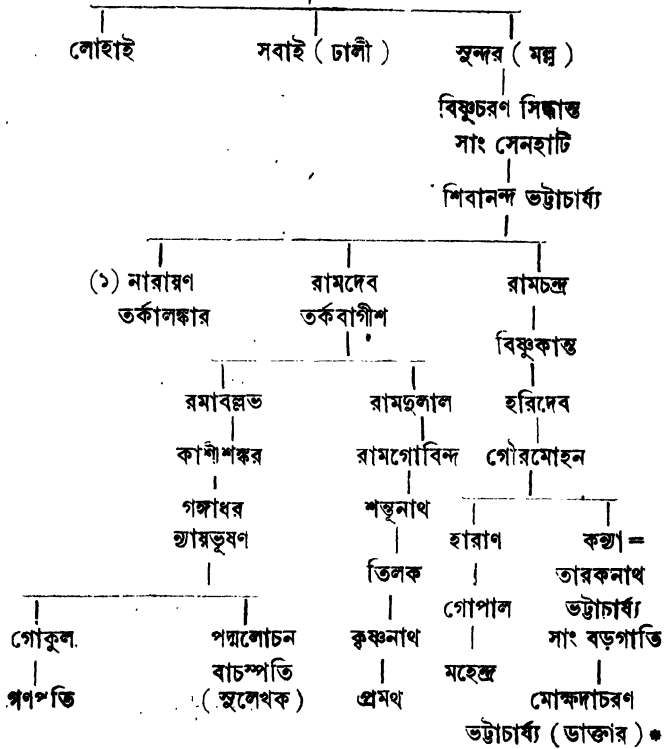 লোহাই সবাই ( ঢালী ) সুন্দর ( মল্ল )
বিষ্ণুচরণ সিদ্ধান্ত
সাং সেনহাটি
শিবানন্দ ভট্টাচার্য্য
(১) নারায়ণ রামদেব রামচন্দ্র
তর্কালঙ্কার তর্কবাগীশ
বিষ্ণুকান্ত
রমাবল্লভ রামদুলাল হরিদেব
কাশীশঙ্কর রামগোবিন্দ গৌরমোহন
গঙ্গাধর শম্ভুনাথ
ন্যায়ভূষণ হারাণ কন্যা =
তিলক তারকনাথ
গোপাল ভট্টাচার্য্য
গোকুল পদ্মলোচন কৃষ্ণনাথ সাং বড়গাতি
বাচস্পতি মহেন্দ্র
গণপতি ( সুলেখক ) প্রমথ মোক্ষদাচরণ
ভট্টাচার্য্য ( ডাক্তার ) *